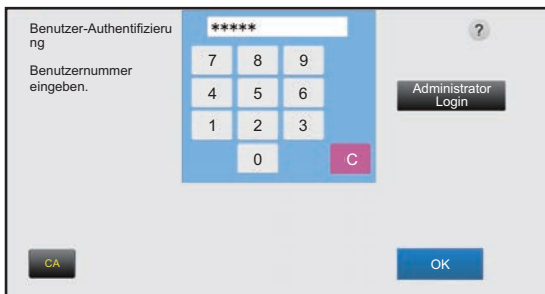 Benutzer-Authentifizieru
ng
Benutzernummer
eingeben.
*****
?
7 8 9
4 5 6
1 2 3
0 C
Administrator
Login
CA
OK